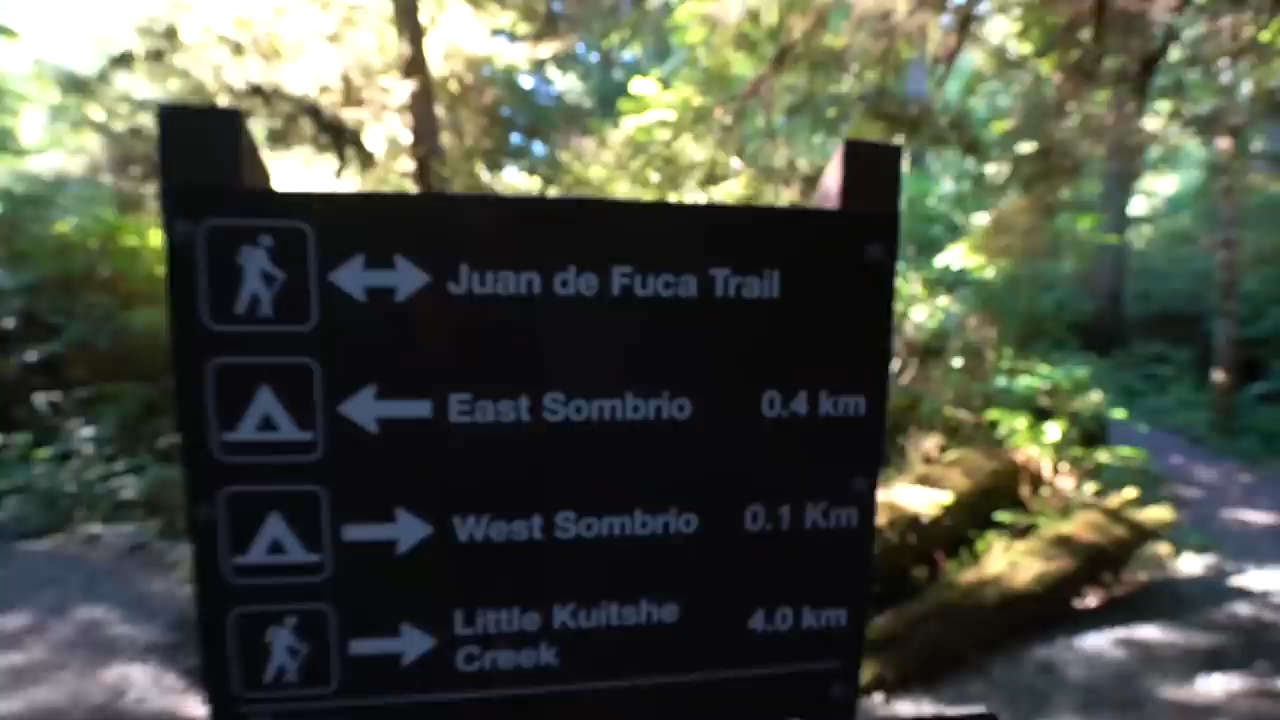 Juan de Fuca Trail
East Sombrio 0.4 km
West Sombrio 0.1 Km
Little Kuitshe 4.0 km
Creek